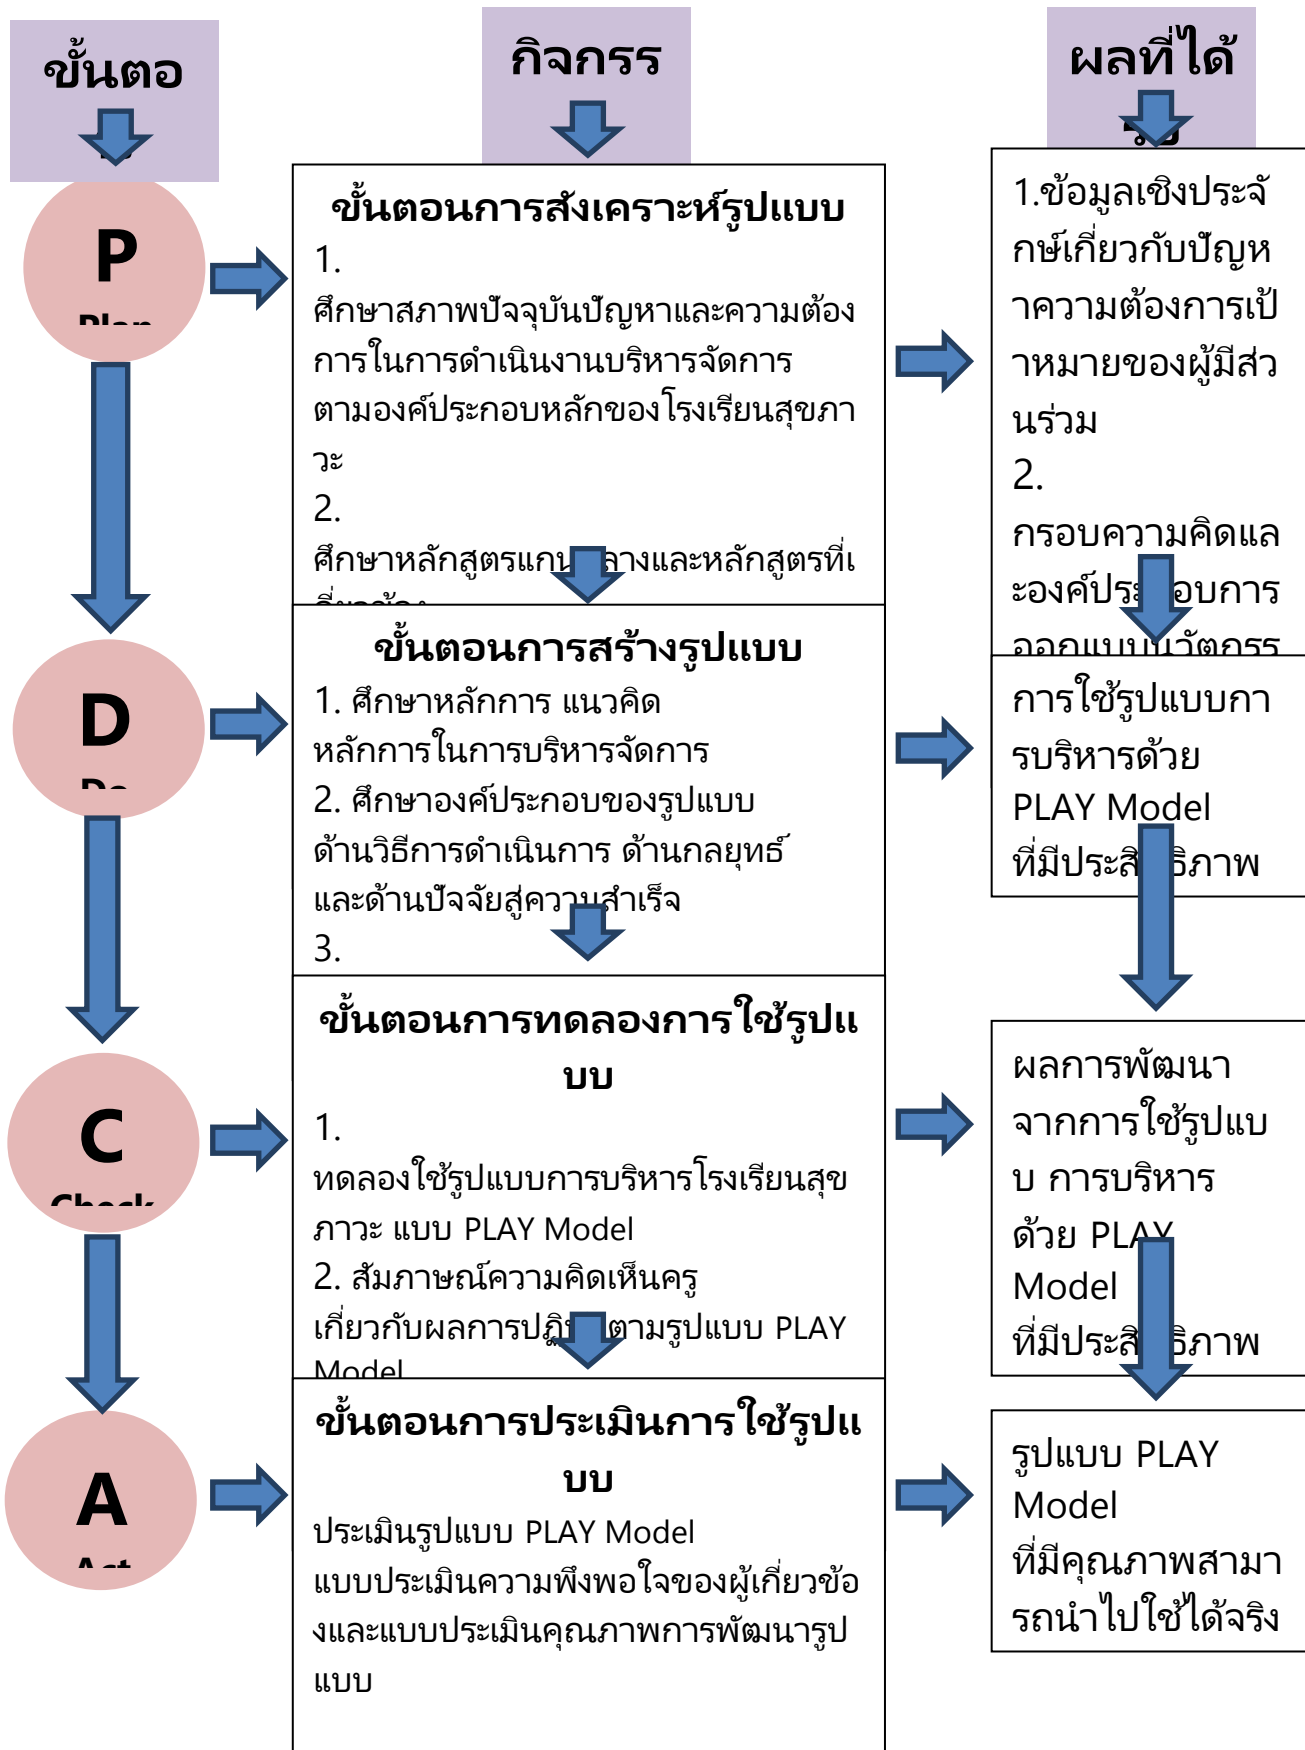 ขั้นตอ
กิจกรร
ผลที่ได้
P
Plan
ขั้นตอนการสังเคราะห์รูปแบบ
1.
ศึกษาสภาพปัจจุบันปัญหาและความต้อง
การในการดำเนินงานบริหารจัดการ
ตามองค์ประกอบหลักของโรงเรียนสุขภา
วะ
2.
ศึกษาหลักสูตรแกนกลางและหลักสูตรที่เ
กี่ยวข้อง
1.ข้อมูลเชิงประจั
กษ์เกี่ยวกับปัญห
าความต้องการเป้
าหมายของผู้มีส่ว
นร่วม
2.
กรอบความคิดแล
ะองค์ประกอบการ
ออกแบบนวัตกรร
D
Do
ขั้นตอนการสร้างรูปแบบ
1. ศึกษาหลักการ แนวคิด
หลักการในการบริหารจัดการ
2. ศึกษาองค์ประกอบของรูปแบบ
ด้านวิธีการดำเนินการ ด้านกลยุทธ์
และด้านปัจจัยสู่ความสำเร็จ
3.
การใช้รูปแบบกา
รบริหารด้วย
PLAY Model
ที่มีประสิทธิภาพ
C
Check
ขั้นตอนการทดลองการใช้รูปแ
บบ
1.
ทดลองใช้รูปแบบการบริหารโรงเรียนสุข
ภาวะ แบบ PLAY Model
2. สัมภาษณ์ความคิดเห็นครู
เกี่ยวกับผลการปฏิบัติตามรูปแบบ PLAY
Model
ผลการพัฒนา
จากการใช้รูปแบ
บ การบริหาร
ด้วย PLAY
Model
ที่มีประสิทธิภาพ
A
Act
ขั้นตอนการประเมินการใช้รูปแ
บบ
ประเมินรูปแบบ PLAY Model
แบบประเมินความพึงพอใจของผู้เกี่ยวข้อ
งและแบบประเมินคุณภาพการพัฒนารูป
แบบ
รูปแบบ PLAY
Model
ที่มีคุณภาพสามา
รถนำไปใช้ได้จริง